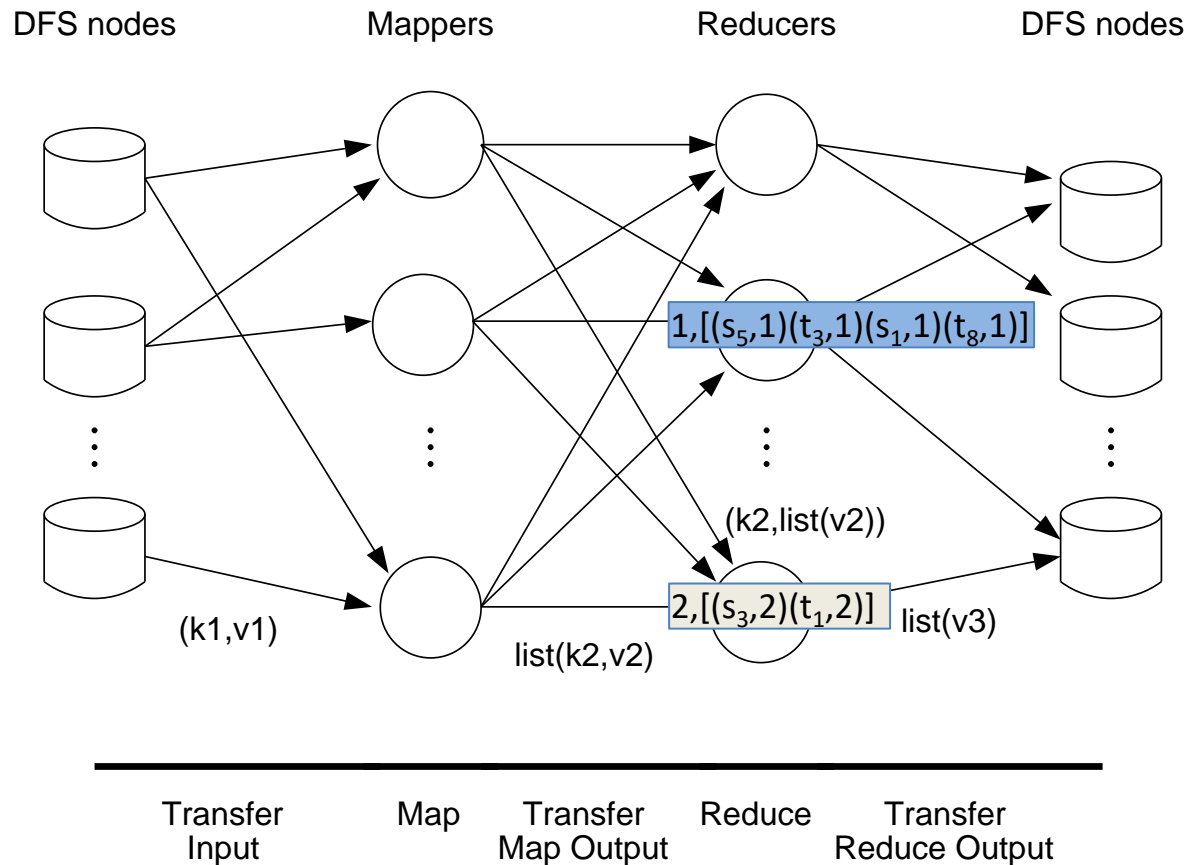 DFS nodes
Mappers
Reducers
DFS nodes
1,[(s₅,1)(t₃,1)(s₁,1)(t₈,1)]
(k2,list(v2))
2,[(s₃,2)(t₁,2)]
(k1,v1)
list(k2,v2)
list(v3)
Transfer
Input
Map
Transfer
Map Output
Reduce
Transfer
Reduce Output